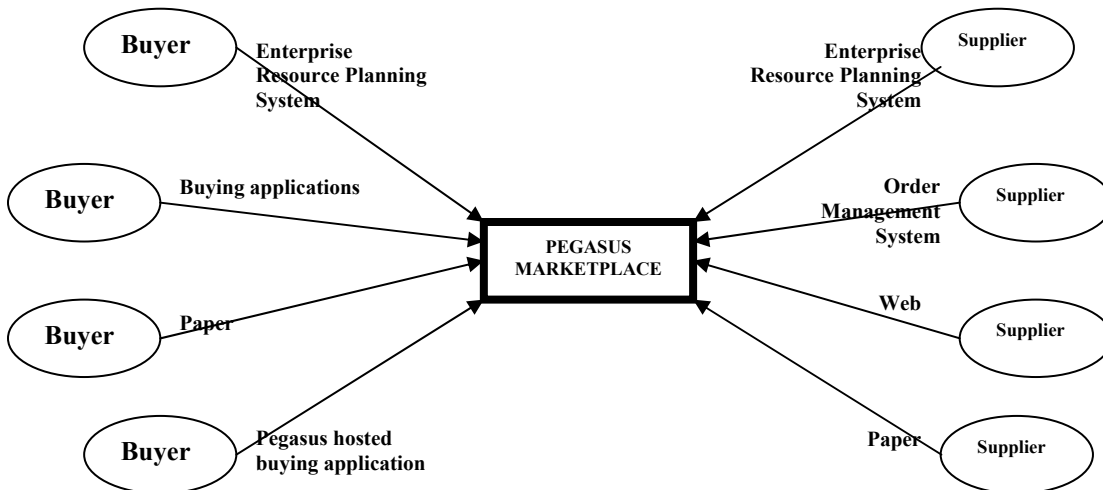 Buyer
Enterprise
Resource Planning
System
Enterprise
Resource Planning
System
Supplier
Buyer
Buying applications
Order
Management
System
Supplier
PEGASUS
MARKETPLACE
Buyer
Paper
Web
Supplier
Buyer
Pegasus hosted
buying application
Paper
Supplier